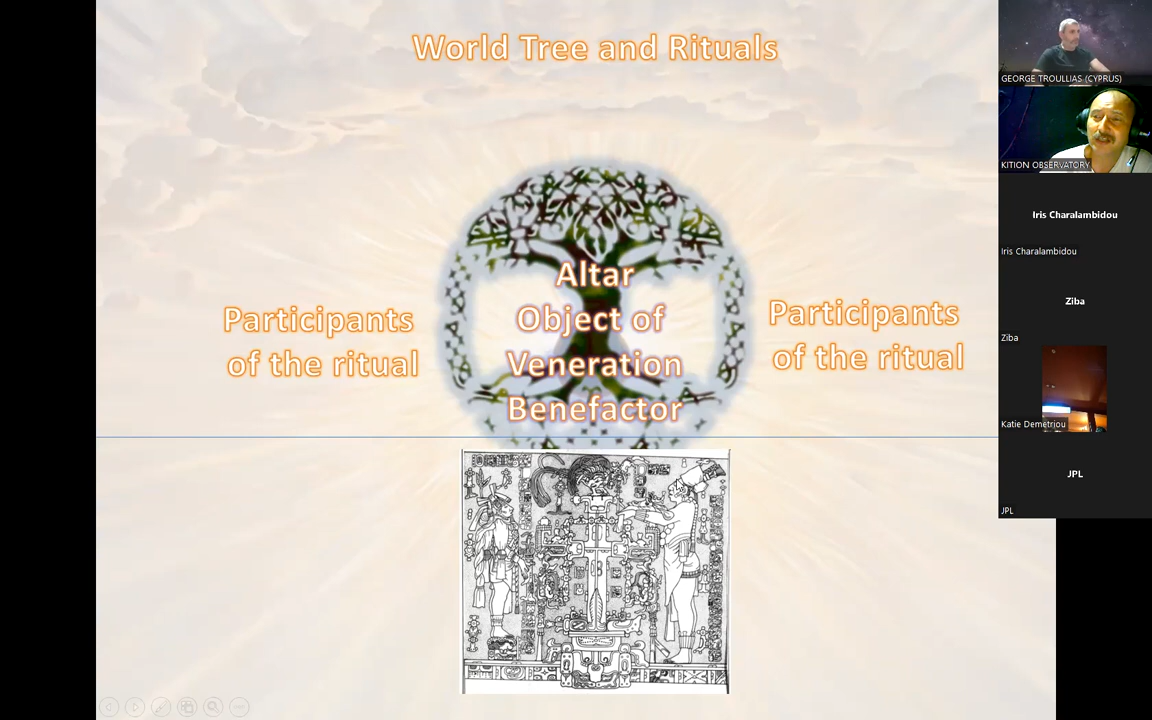 World Tree and Rituals
Participants
of the ritual
Altar
Object of
Veneration
Benefactor
Participants
of the ritual
GEORGE TROULLIAS (CYPRUS)
KITION OBSERVATORY
Iris Charalambidou
Iris Charalambidou
Ziba
Ziba
Katie Demetriou
JPL
JPL